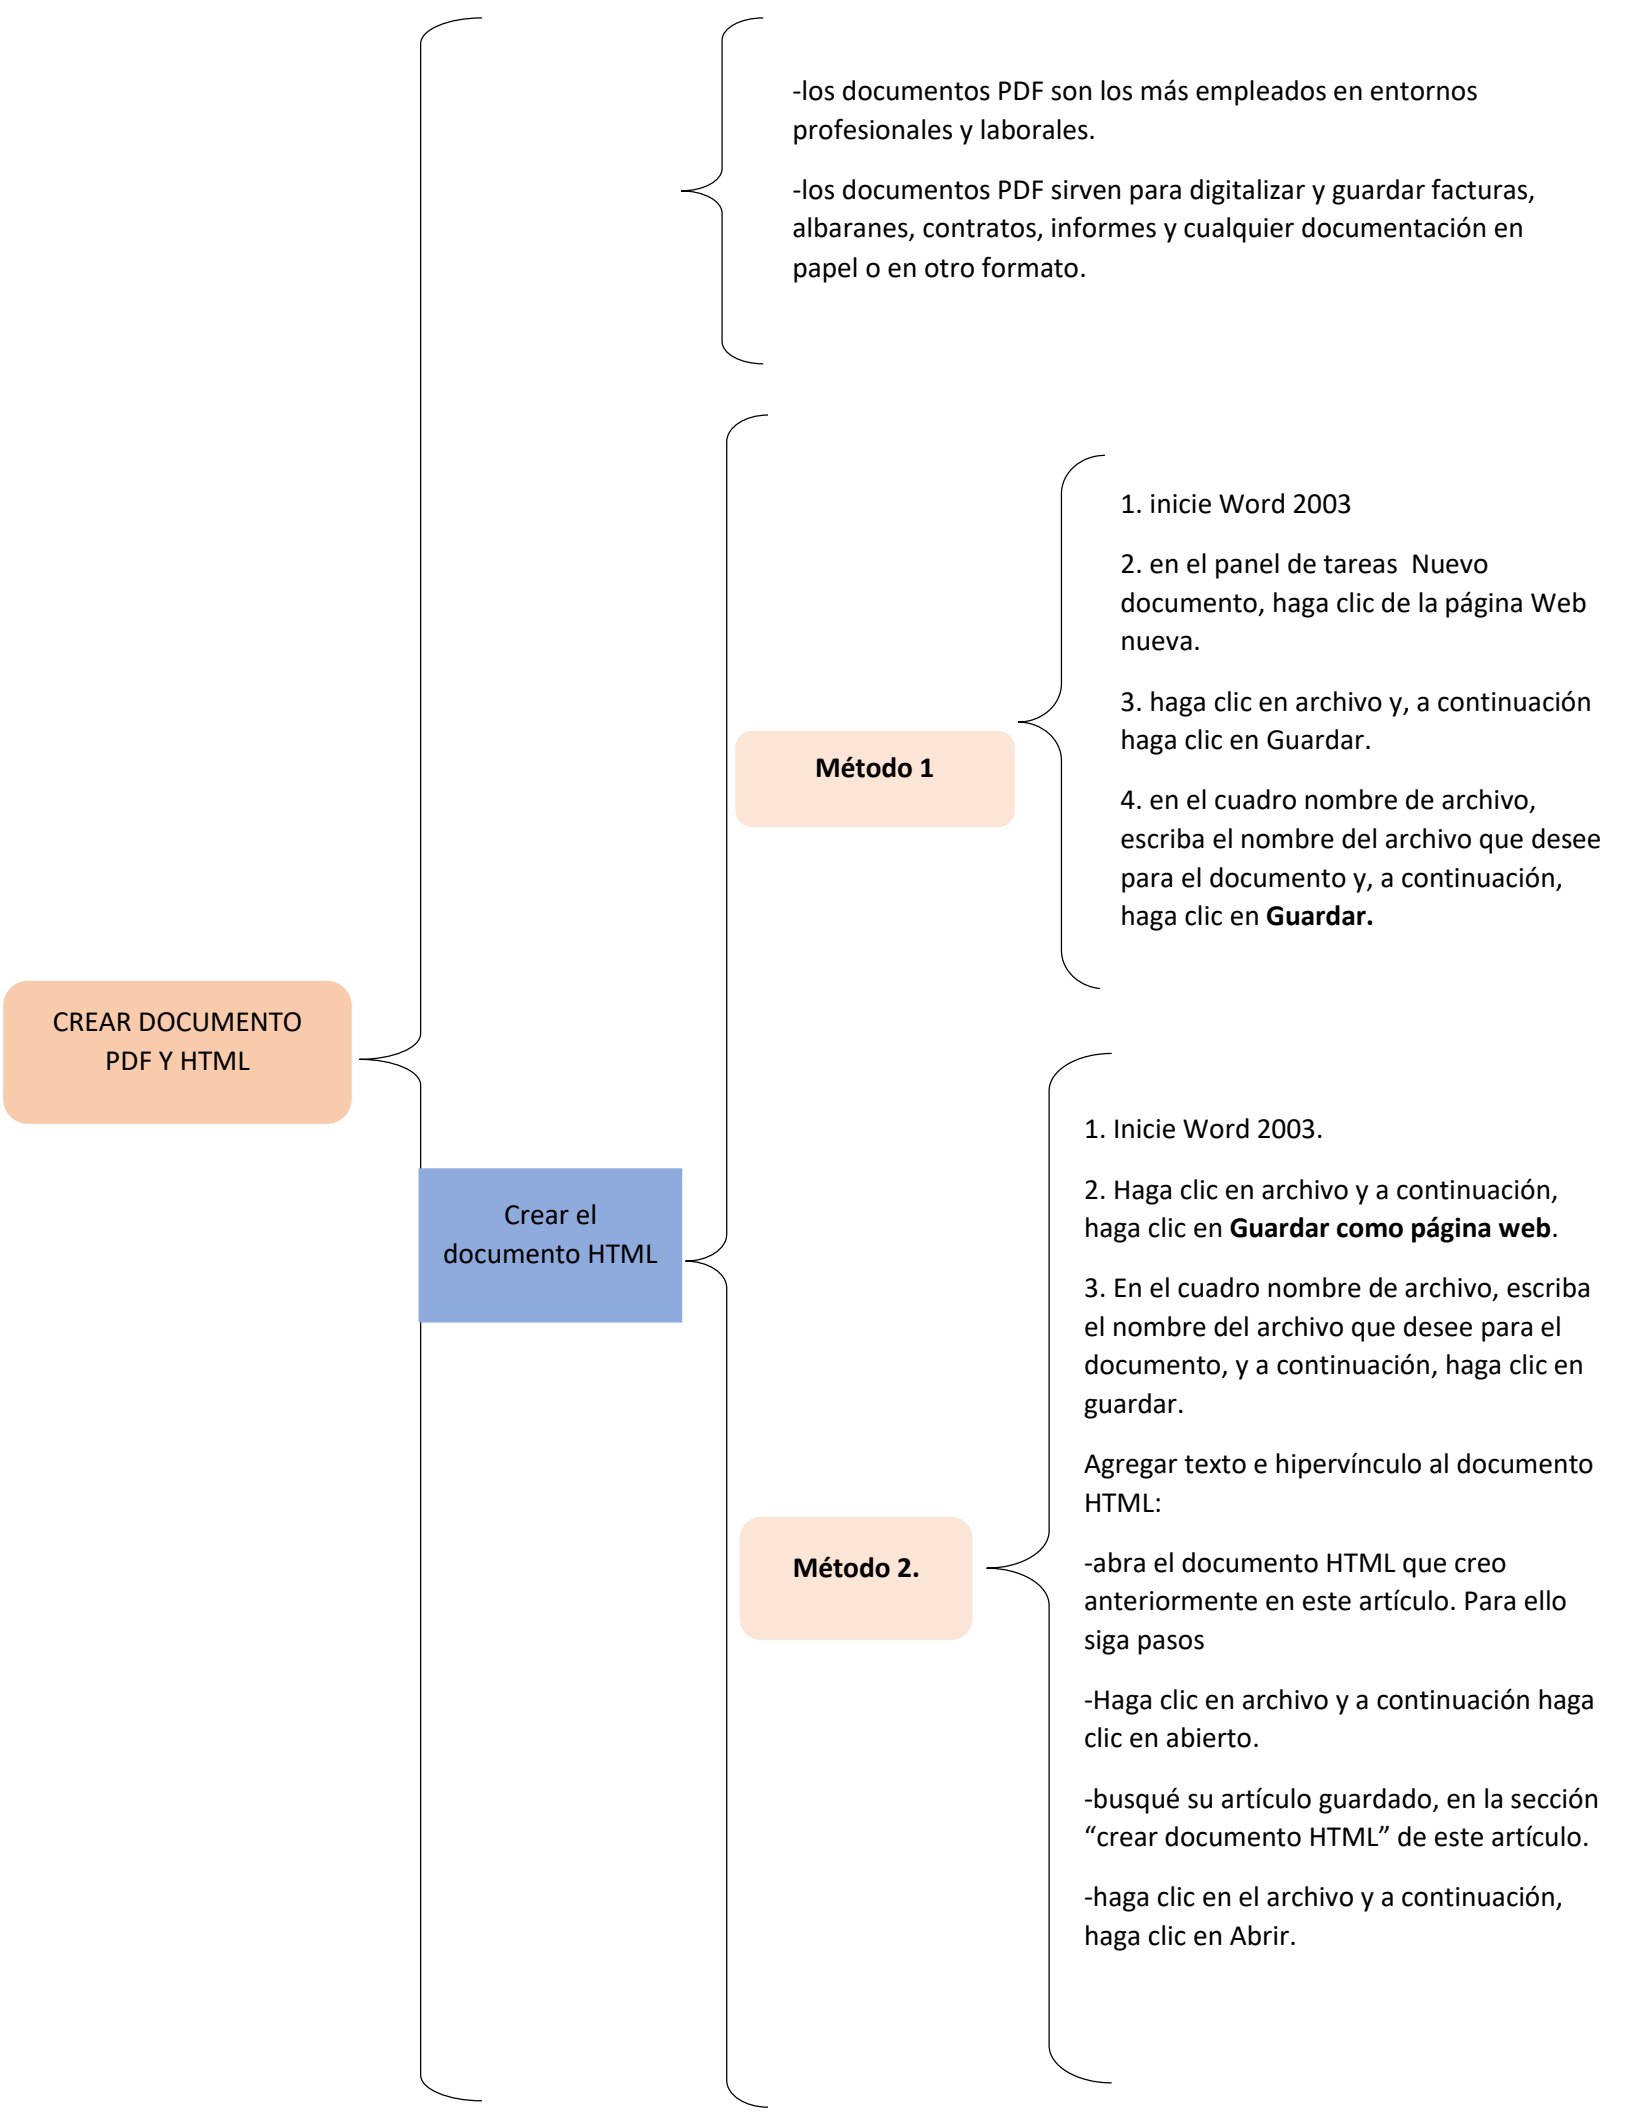 -los documentos PDF son los más empleados en entornos
profesionales y laborales.
-los documentos PDF sirven para digitalizar y guardar facturas,
albaranes, contratos, informes y cualquier documentación en
papel o en otro formato.
1. inicie Word 2003
2. en el panel de tareas  Nuevo
documento, haga clic de la página Web
nueva.
3. haga clic en archivo y, a continuación
haga clic en Guardar.
Método 1
4. en el cuadro nombre de archivo,
escriba el nombre del archivo que desee
para el documento y, a continuación,
haga clic en Guardar.
CREAR DOCUMENTO
PDF Y HTML
Crear el
documento HTML
1. Inicie Word 2003.
2. Haga clic en archivo y a continuación,
haga clic en Guardar como página web.
3. En el cuadro nombre de archivo, escriba
el nombre del archivo que desee para el
documento, y a continuación, haga clic en
guardar.
Agregar texto e hipervínculo al documento
HTML:
Método 2.
-abra el documento HTML que creo
anteriormente en este artículo. Para ello
siga pasos
-Haga clic en archivo y a continuación haga
clic en abierto.
-busqué su artículo guardado, en la sección
“crear documento HTML” de este artículo.
-haga clic en el archivo y a continuación,
haga clic en Abrir.